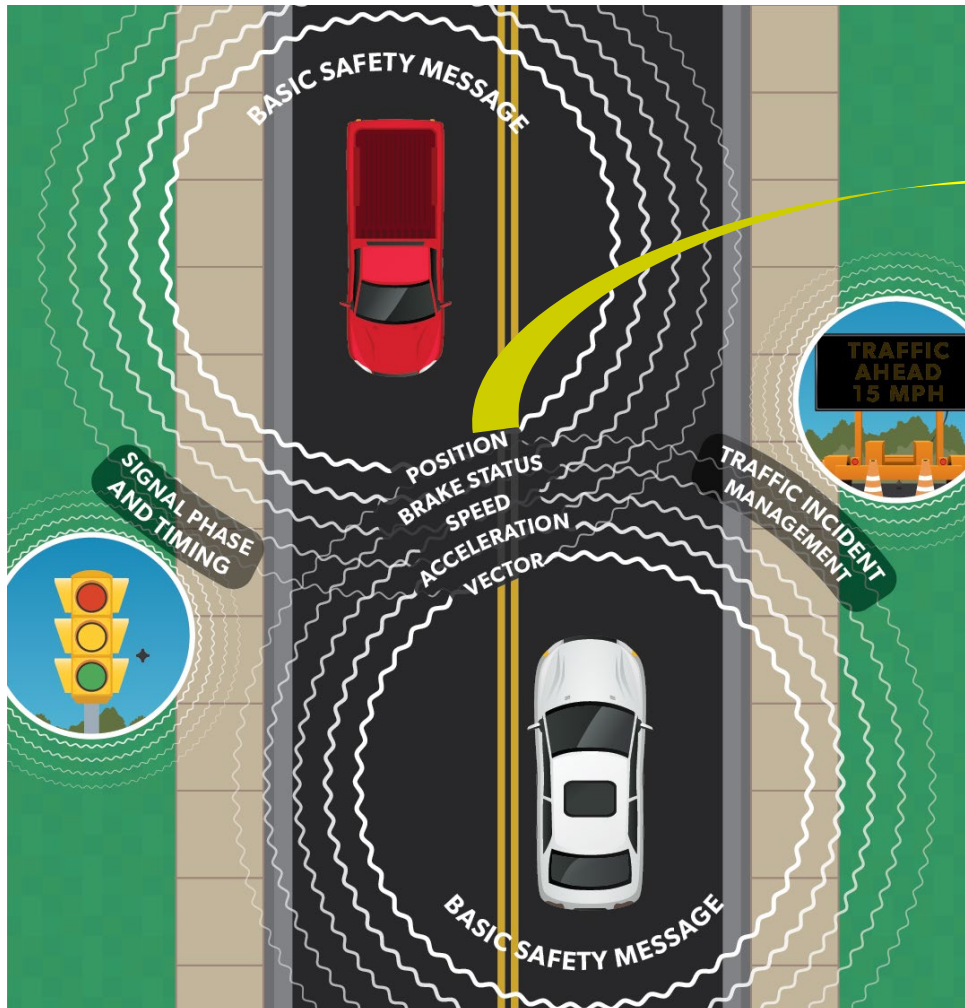 BASIC SAFETY MESSAGE
TRAFFIC
AHEAD
15 MPH
POSITION
BRAKE STATUS
SPEED
ACCELERATION
VECTOR
SIGNAL PHASE
AND TIMING
TRAFFIC INCIDENT
MANAGEMENT
BASIC SAFETY MESSAGE